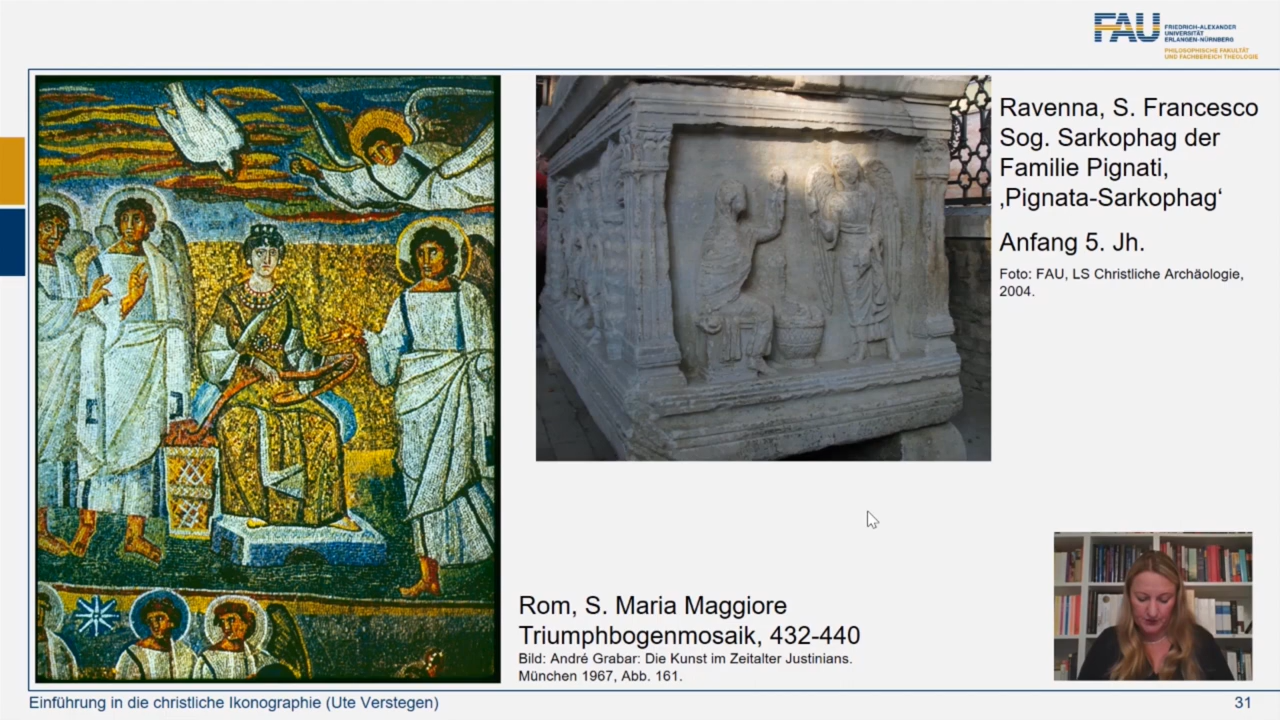 FAU
FRIEDRICH-ALEXANDER
UNIVERSITÄT
ERLANGEN-NÜRNBERG
PHILOSOPHISCHE FAKULTÄT
UND FACHBEREICH THEOLOGIE
Ravenna, S. Francesco
Sog. Sarkophag der
Familie Pignati,
‚Pignata-Sarkophag‘
Anfang 5. Jh.
Foto: FAU, LS Christliche Archäologie,
2004.
Rom, S. Maria Maggiore
Triumphbogenmosaik, 432-440
Bild: André Grabar: Die Kunst im Zeitalter Justinians.
München 1967, Abb. 161.
Einführung in die christliche Ikonographie (Ute Verstegen)
31